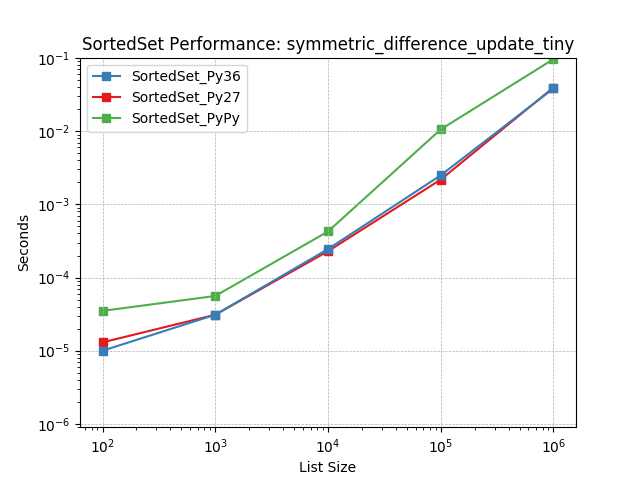 SortedSet Performance: symmetric_difference_update_tiny
SortedSet_Py36
SortedSet_Py27
SortedSet_PyPy
Seconds
10⁻¹
10⁻²
10⁻³
10⁻⁴
10⁻⁵
10⁻⁶
10² 10³ 10⁴ 10⁵ 10⁶
List Size